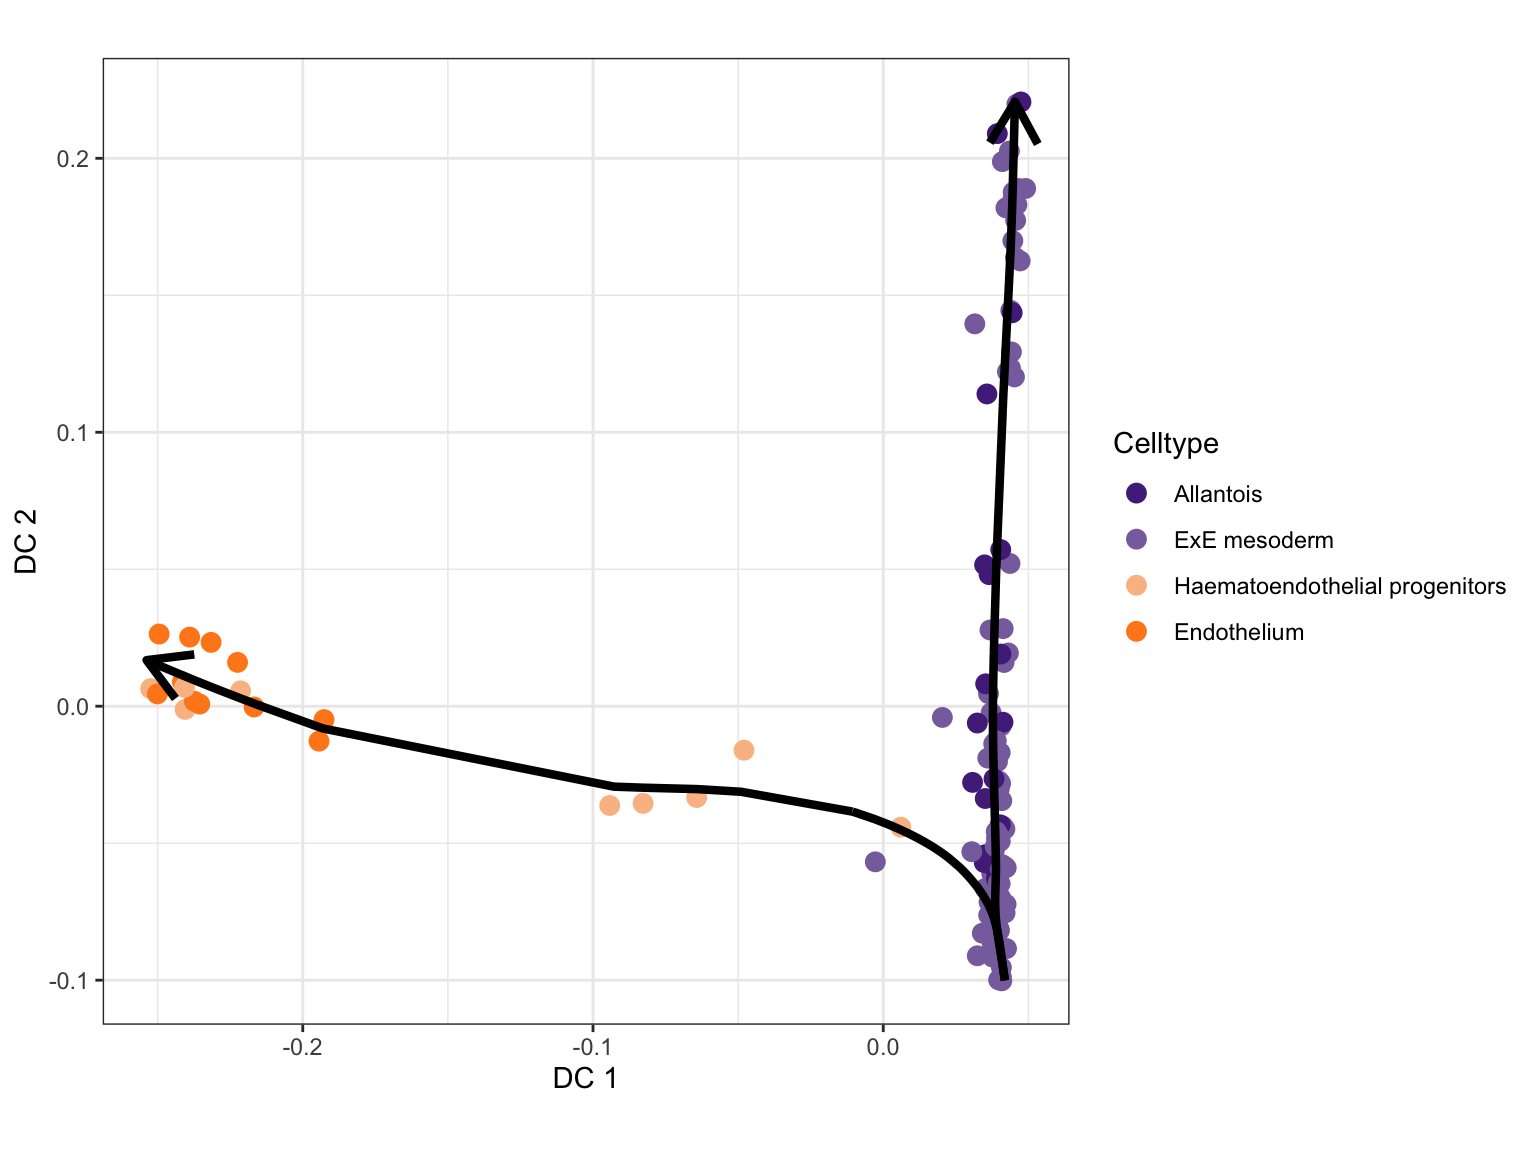 0.2
0.1
0.0
-0.1
DC 2
-0.2
-0.1
0.0
DC 1
Celltype
Allantois
ExE mesoderm
Haematoendothelial progenitors
Endothelium